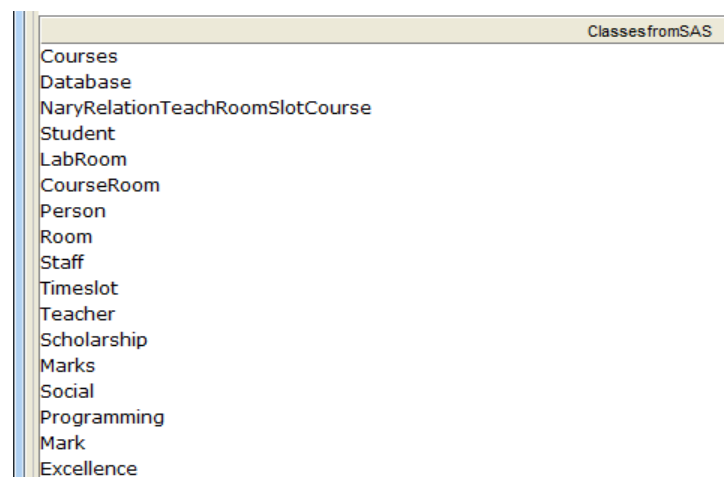 ClassesfromSAS
Courses
Database
NaryRelationTeachRoomSlotCourse
Student
LabRoom
CourseRoom
Person
Room
Staff
Timeslot
Teacher
Scholarship
Marks
Social
Programming
Mark
Excellence